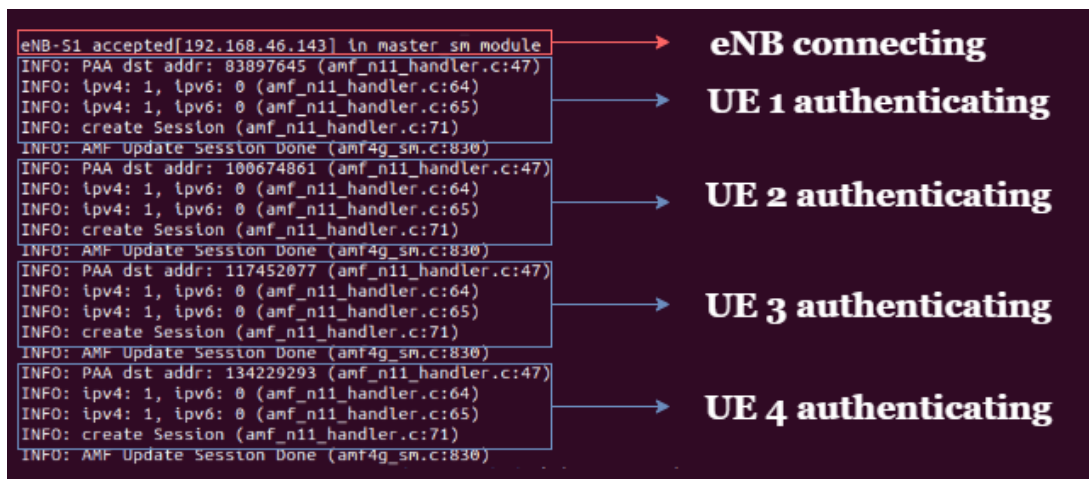 eNB-S1 accepted[192.168.46.143] in master sm module
eNB connecting
INFO: PAA dst addr: 83897645 (amf_n11_handler.c:47)
INFO: ipv4: 1, ipv6: 0 (amf_n11_handler.c:64)
INFO: ipv4: 1, ipv6: 0 (amf_n11_handler.c:65)
INFO: create Session (amf_n11_handler.c:71)
UE 1 authenticating
INFO: AMF Update Session Done (amf4g_sm.c:830)
INFO: PAA dst addr: 100674861 (amf_n11_handler.c:47)
INFO: ipv4: 1, ipv6: 0 (amf_n11_handler.c:64)
INFO: ipv4: 1, ipv6: 0 (amf_n11_handler.c:65)
INFO: create Session (amf_n11_handler.c:71)
UE 2 authenticating
INFO: AMF Update Session Done (amf4g_sm.c:830)
INFO: PAA dst addr: 117452077 (amf_n11_handler.c:47)
INFO: ipv4: 1, ipv6: 0 (amf_n11_handler.c:64)
INFO: ipv4: 1, ipv6: 0 (amf_n11_handler.c:65)
INFO: create Session (amf_n11_handler.c:71)
UE 3 authenticating
INFO: AMF Update Session Done (amf4g_sm.c:830)
INFO: PAA dst addr: 134229293 (amf_n11_handler.c:47)
INFO: ipv4: 1, ipv6: 0 (amf_n11_handler.c:64)
INFO: ipv4: 1, ipv6: 0 (amf_n11_handler.c:65)
INFO: create Session (amf_n11_handler.c:71)
UE 4 authenticating
INFO: AMF Update Session Done (amf4g_sm.c:830)